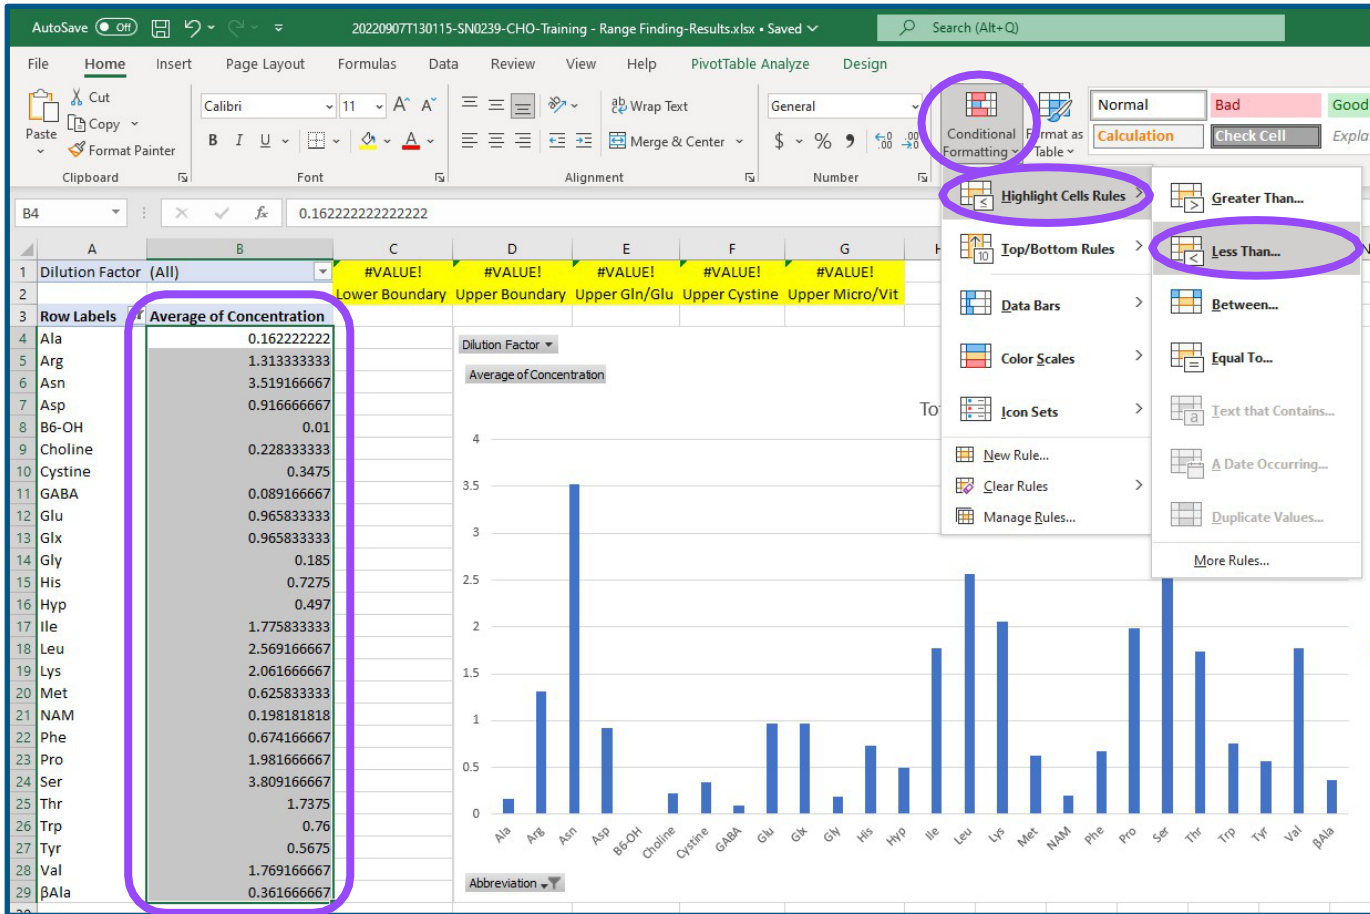 AutoSave Off 20220907T130115-SN0239-CHO-Training - Range Finding-Results.xlsx • Saved Search (Alt+Q)
File Home Insert Page Layout Formulas Data Review View Help PivotTable Analyze Design
Paste
Cut
Copy
Format Painter
Clipboard
Calibri 11 A^ A˅
B I U A
Font
ab Wrap Text
Merge & Center
Alignment
General
$ % 9 .00 .00
Number
Conditional Formatting
Format as Table
Normal Bad Good
Calculation Check Cell
B4 fx 0.162222222222222
A B C D E F G
1 Dilution Factor (All) #VALUE! #VALUE! #VALUE! #VALUE! #VALUE!
2 Lower Boundary Upper Boundary Upper Gln/Glu Upper Cystine Upper Micro/Vit
3 Row Labels Average of Concentration
4 Ala 0.162222222
5 Arg 1.313333333
6 Asn 3.519166667
7 Asp 0.916666667
8 B6-OH 0.01
9 Choline 0.228333333
10 Cystine 0.3475
11 GABA 0.089166667
12 Glu 0.965833333
13 Glx 0.965833333
14 Gly 0.185
15 His 0.7275
16 Hyp 0.497
17 Ile 1.775833333
18 Leu 2.569166667
19 Lys 2.061666667
20 Met 0.625833333
21 NAM 0.198181818
22 Phe 0.674166667
23 Pro 1.981666667
24 Ser 3.809166667
25 Thr 1.7375
26 Trp 0.76
27 Tyr 0.5675
28 Val 1.769166667
29 βAla 0.361666667
Highlight Cells Rules
Top/Bottom Rules
10
Data Bars
Color Scales
Icon Sets
New Rule...
Clear Rules
Manage Rules...
Greater Than...
Less Than...
Between...
Equal To...
Text that Contains...
A Date Occurring...
Duplicate Values...
More Rules...
Dilution Factor
Average of Concentration
4
3.5
3
2.5
2
1.5
1
0.5
0
Ala Arg Asn Asp B6-OH Choline Cystine GABA Glu Glx Gly His Hyp Ile Leu Lys Met NAM Phe Pro Ser Thr Trp Tyr Val βAla
Abbreviation